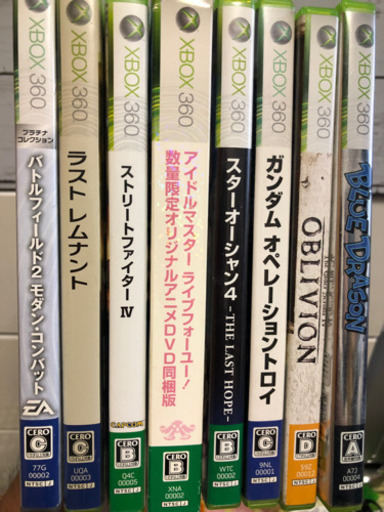 XBOX 360
プラチナ
コレクション
バトルフィールド2 モダン・コンバット
EA
CERO
C
77G
00002
NTSC J
XBOX 360
ラスト レムナント
CERO
C
UQA
00003
NTSC J
XBOX 360
ストリートファイター IV
CAPCOM
CERO
B
Q4C
00005
NTSC J
XBOX 360
アイドルマスター ライブフォーユー!
数量限定オリジナルアニメDVD同梱版
CERO
B
XNA
00002
NTSC J
XBOX 360
スターオーシャン4 -THE LAST HOPE-
CERO
B
WTC
00002
NTSC J
XBOX 360
ガンダム オペレーショントロイ
CERO
C
9NL
00001
NTSC J
XBOX 360
OBLIVION
CERO
D
S9Z
00012
NTSC J
XBOX 360
BLUE DRAGON
CERO
A
A7J
00004
NTSC J